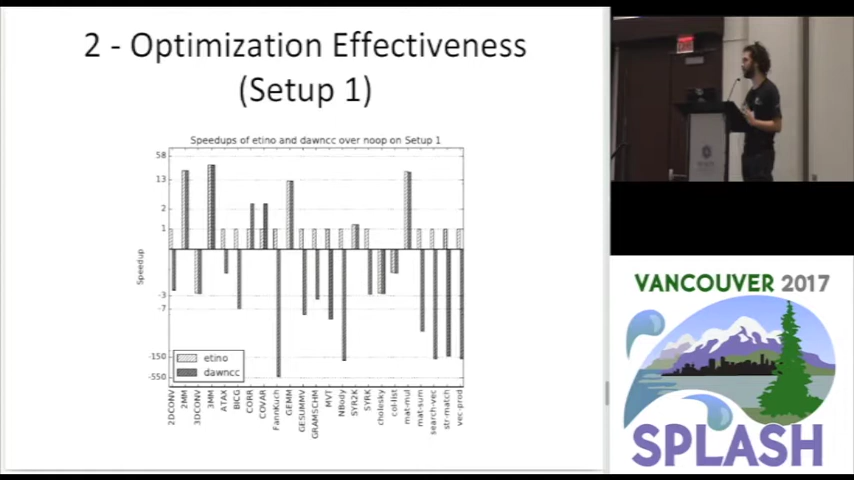 2 - Optimization Effectiveness
(Setup 1)
Speedups of etino and dawncc over noop on Setup 1
58
13
2
1
-3
-7
-150
-550
Speedup
etino
dawncc
2DCONV
2MM
3DCONV
3MM
ATAX
BICG
CORR
COVAR
FannKuch
GEMM
GESUMMV
GRAMSCHM
MVT
NBody
SYR2K
SYRK
cholesky
col-list
mat-mul
mat-sum
search-vec
str-match
vec-prod
EXIT
VANCOUVER 2017
SPLASH